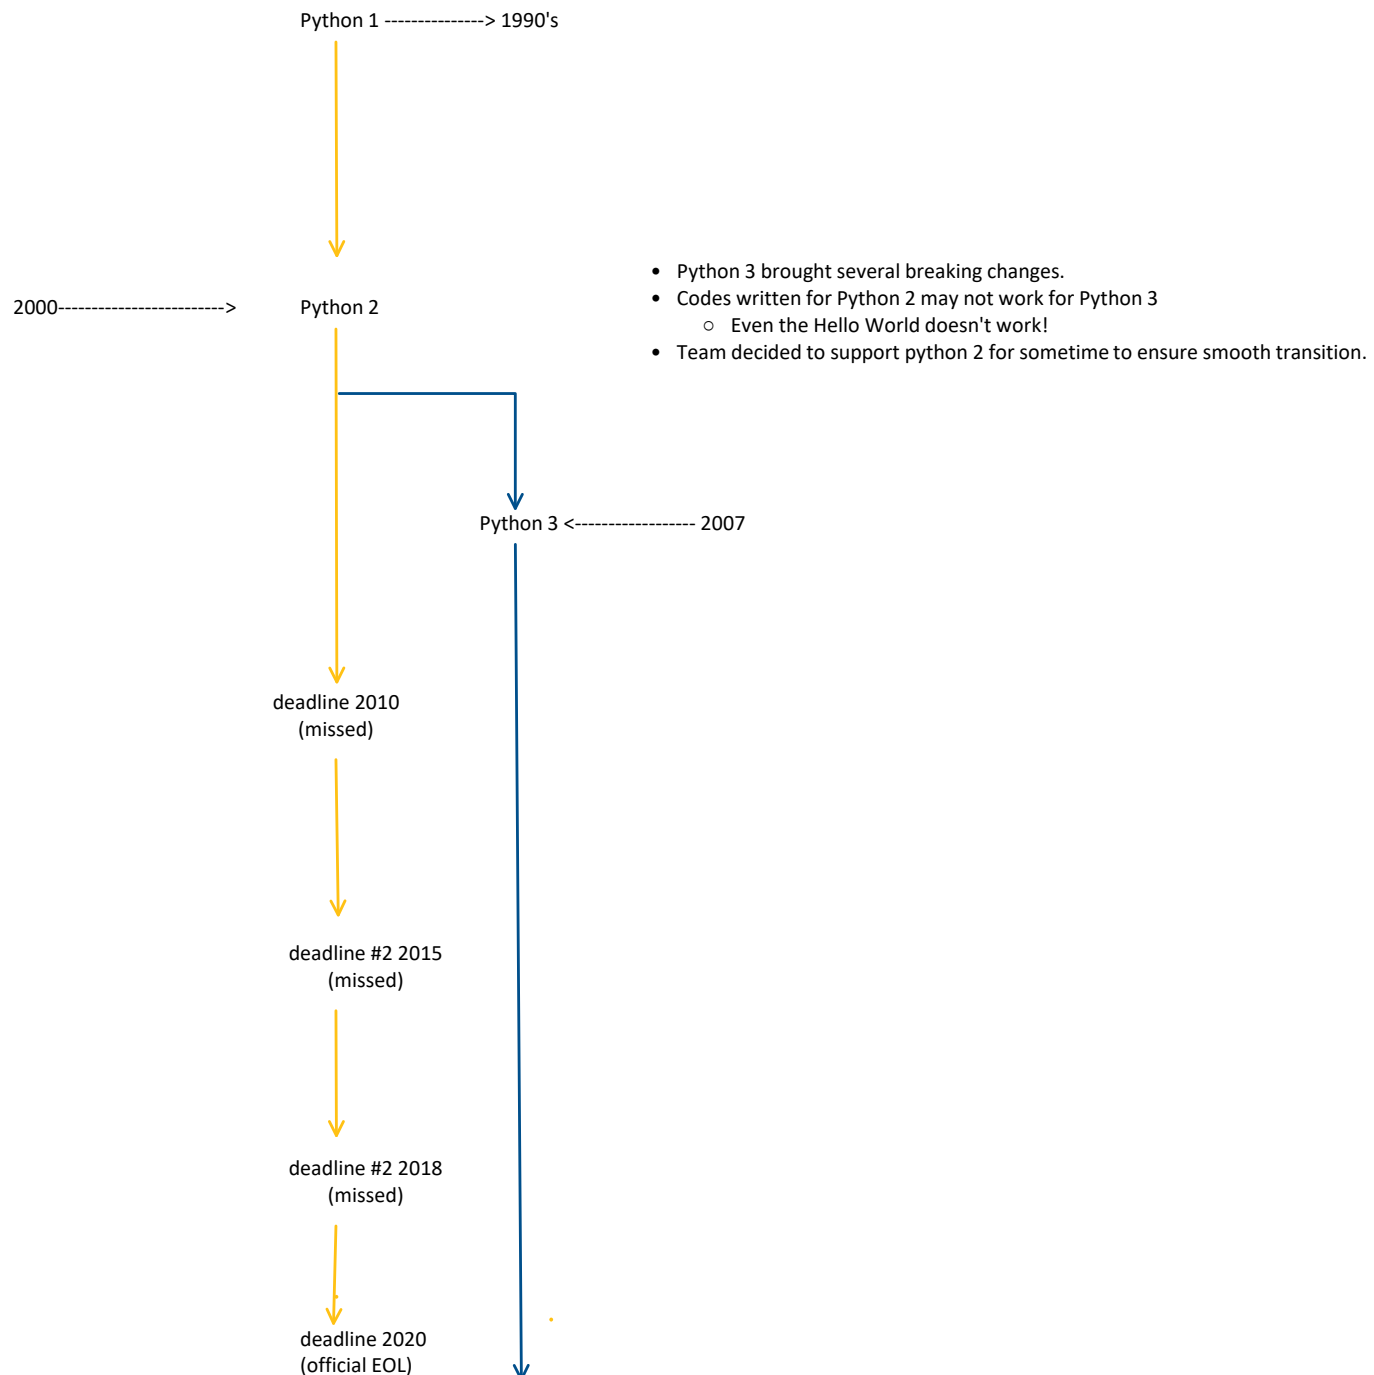 Python 1 ---------------> 1990's
• Python 3 brought several breaking changes.
2000-------------------------> Python 2
• Codes written for Python 2 may not work for Python 3
○ Even the Hello World doesn't work!
• Team decided to support python 2 for sometime to ensure smooth transition.
Python 3 <------------------ 2007
deadline 2010
(missed)
deadline #2 2015
(missed)
deadline #2 2018
(missed)
deadline 2020
(official EOL)